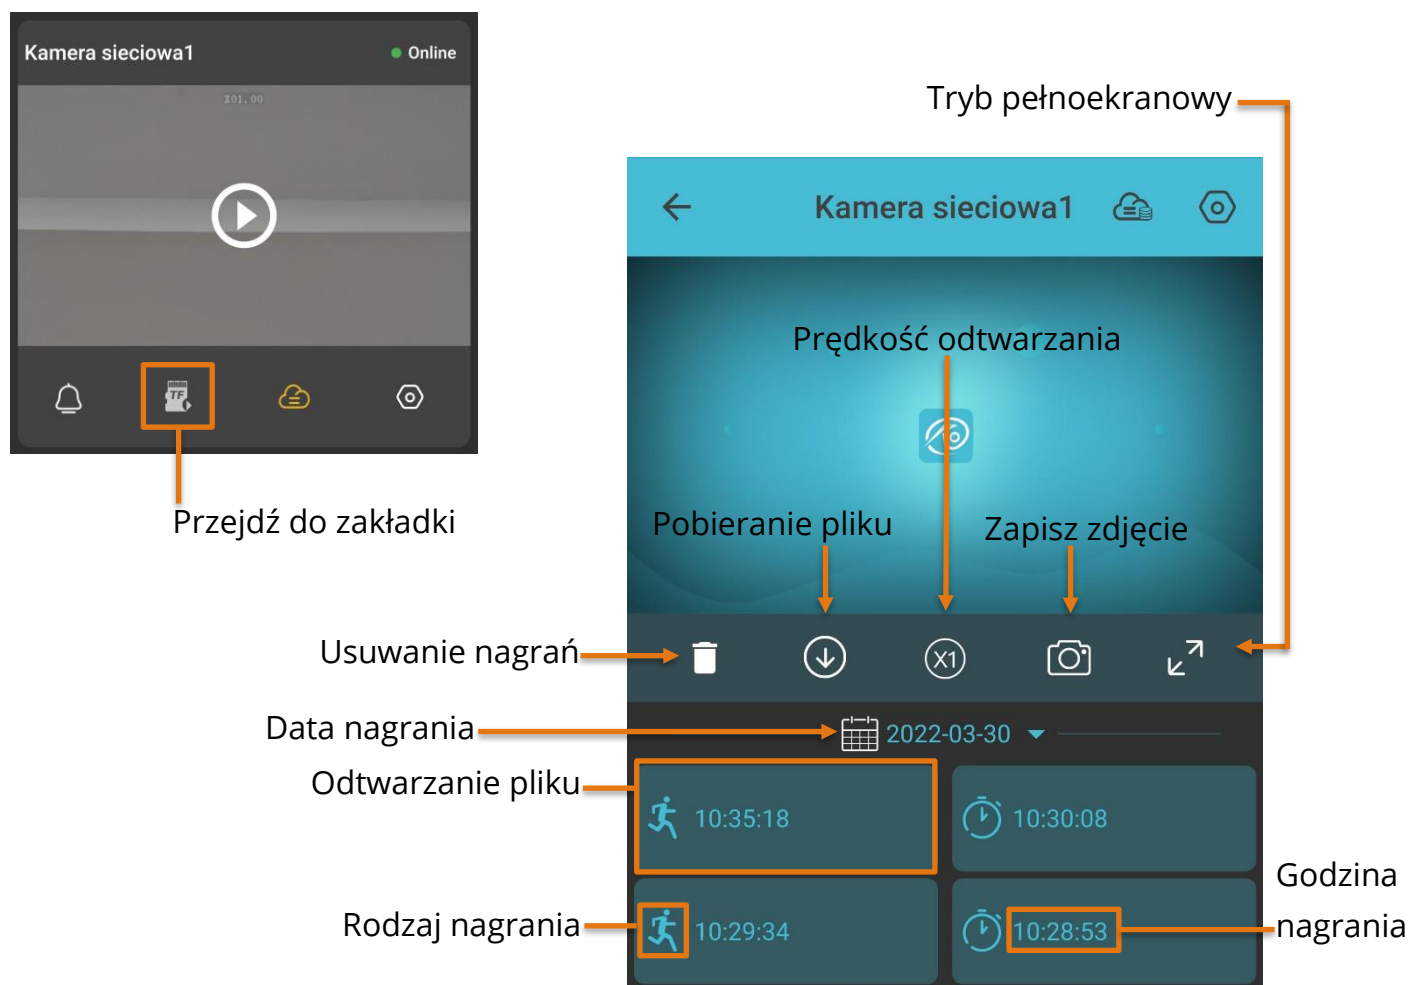 Kamera sieciowa1
Online
X01.00
TF
Przejdź do zakładki
Tryb pełnoekranowy
Kamera sieciowa1
Prędkość odtwarzania
Pobieranie pliku
Zapisz zdjęcie
Usuwanie nagrań
X1
Data nagrania
2022-03-30
Odtwarzanie pliku
10:35:18
10:30:08
Rodzaj nagrania
10:29:34
10:28:53
Godzina
nagrania